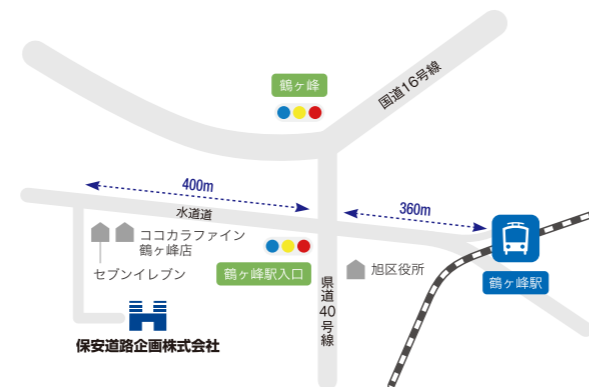 鶴ヶ峰
国道16号線
400m
360m
水道道
ココカラファイン
鶴ヶ峰店
セブンイレブン
鶴ヶ峰駅入口
旭区役所
鶴ヶ峰駅
県道40号線
保安道路企画株式会社